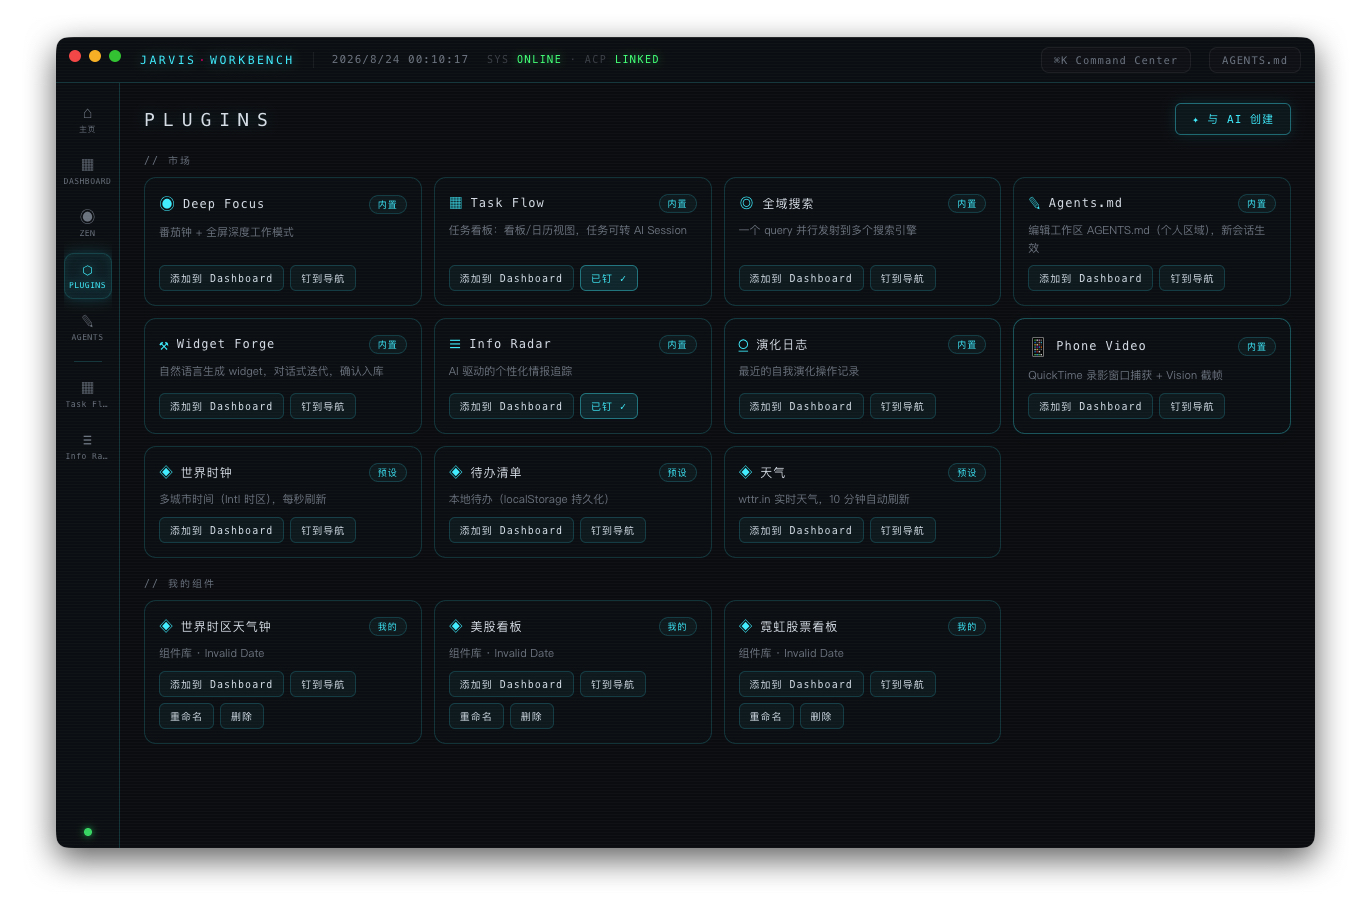 JARVIS·WORKBENCH 2026/8/24 00:10:17 SYS ONLINE · ACP LINKED ⌘K Command Center AGENTS.md
主页
DASHBOARD
ZEN
PLUGINS
AGENTS
Task Fl…
Info Ra…
PLUGINS
✦ 与 AI 创建
// 市场
Deep Focus 内置
番茄钟 + 全屏深度工作模式
添加到 Dashboard 钉到导航
Task Flow 内置
任务看板：看板/日历视图，任务可转 AI Session
添加到 Dashboard 已钉 ✓
全域搜索 内置
一个 query 并行发射到多个搜索引擎
添加到 Dashboard 钉到导航
Agents.md 内置
编辑工作区 AGENTS.md（个人区域），新会话生
效
添加到 Dashboard 钉到导航
Widget Forge 内置
自然语言生成 widget，对话式迭代，确认入库
添加到 Dashboard 钉到导航
Info Radar 内置
AI 驱动的个性化情报追踪
添加到 Dashboard 已钉 ✓
演化日志 内置
最近的自我演化操作记录
添加到 Dashboard 钉到导航
Phone Video 内置
QuickTime 录影窗口捕获 + Vision 截帧
添加到 Dashboard 钉到导航
世界时钟 预设
多城市时间（Intl 时区），每秒刷新
添加到 Dashboard 钉到导航
待办清单 预设
本地待办（localStorage 持久化）
添加到 Dashboard 钉到导航
天气 预设
wttr.in 实时天气，10 分钟自动刷新
添加到 Dashboard 钉到导航
// 我的组件
世界时区天气钟 我的
组件库 · Invalid Date
添加到 Dashboard 钉到导航
重命名 删除
美股看板 我的
组件库 · Invalid Date
添加到 Dashboard 钉到导航
重命名 删除
霓虹股票看板 我的
组件库 · Invalid Date
添加到 Dashboard 钉到导航
重命名 删除